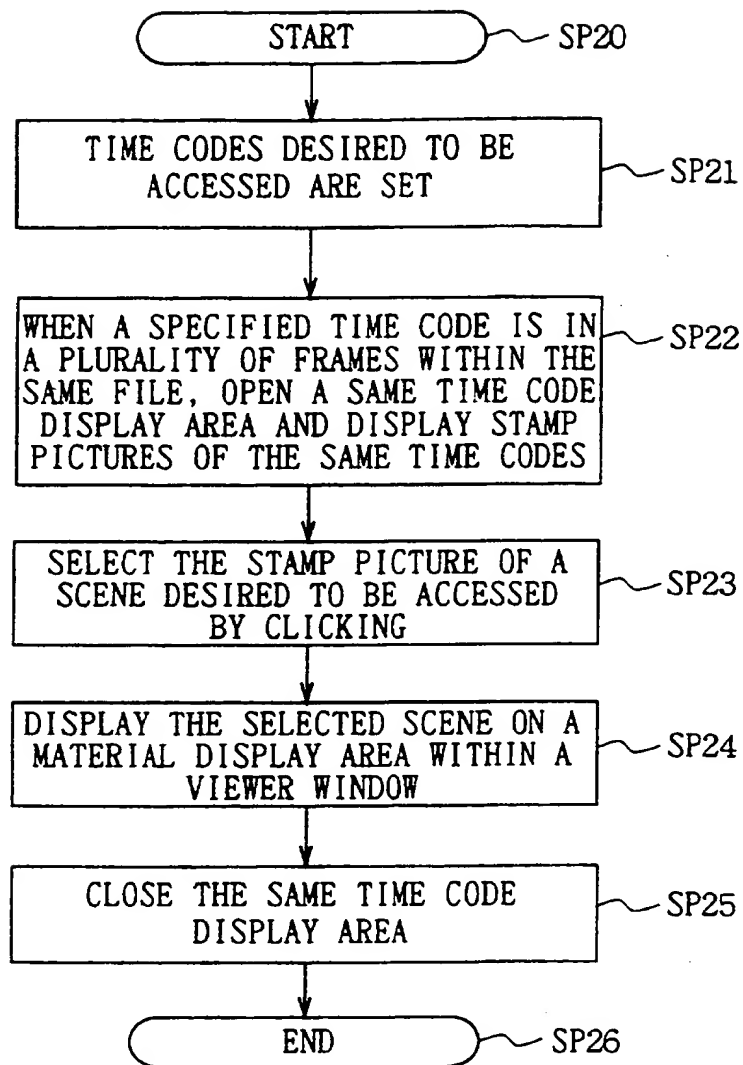 START
SP20
TIME CODES DESIRED TO BE
ACCESSED ARE SET
SP21
WHEN A SPECIFIED TIME CODE IS IN
A PLURALITY OF FRAMES WITHIN THE
SAME FILE, OPEN A SAME TIME CODE
DISPLAY AREA AND DISPLAY STAMP
PICTURES OF THE SAME TIME CODES
SP22
SELECT THE STAMP PICTURE OF A
SCENE DESIRED TO BE ACCESSED
BY CLICKING
SP23
DISPLAY THE SELECTED SCENE ON A
MATERIAL DISPLAY AREA WITHIN A
VIEWER WINDOW
SP24
CLOSE THE SAME TIME CODE
DISPLAY AREA
SP25
END
SP26